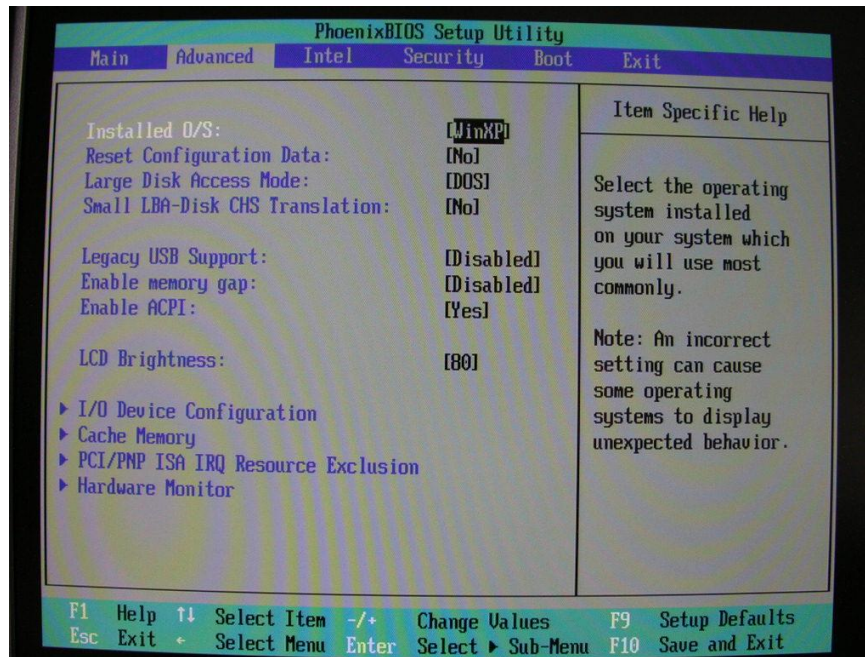 PhoenixBIOS Setup Utility
Main Advanced Intel Security Boot Exit
Installed O/S: [WinXP]
Reset Configuration Data: [No]
Large Disk Access Mode: [DOS]
Small LBA-Disk CHS Translation: [No]
Legacy USB Support: [Disabled]
Enable memory gap: [Disabled]
Enable ACPI: [Yes]
LCD Brightness: [80]
▶ I/O Device Configuration
▶ Cache Memory
▶ PCI/PNP ISA IRQ Resource Exclusion
▶ Hardware Monitor
Item Specific Help
Select the operating
system installed
on your system which
you will use most
commonly.
Note: An incorrect
setting can cause
some operating
systems to display
unexpected behavior.
F1 Help ↑↓ Select Item -/+ Change Values F9 Setup Defaults
Esc Exit ← Select Menu Enter Select ▶ Sub-Menu F10 Save and Exit